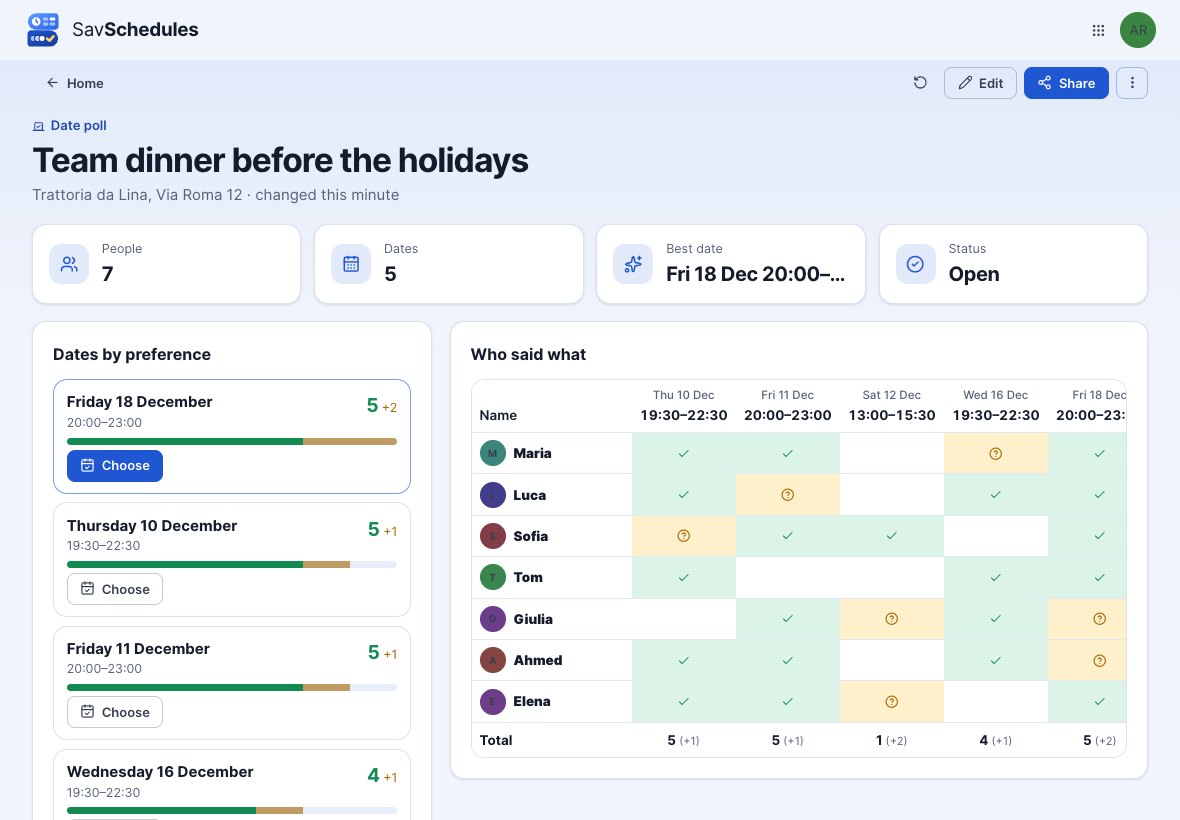 SavSchedules
AR
Home
Edit
Share
Date poll
Team dinner before the holidays
Trattoria da Lina, Via Roma 12 · changed this minute
People
7
Dates
5
Best date
Fri 18 Dec 20:00–...
Status
Open
Dates by preference
Friday 18 December
20:00–23:00
5 +2
Choose
Thursday 10 December
19:30–22:30
5 +1
Choose
Friday 11 December
20:00–23:00
5 +1
Choose
Wednesday 16 December
19:30–22:30
4 +1
Who said what
Thu 10 Dec Fri 11 Dec Sat 12 Dec Wed 16 Dec Fri 18 Dec
Name 19:30–22:30 20:00–23:00 13:00–15:30 19:30–22:30 20:00–23:
M Maria
Luca
S Sofia
T Tom
G Giulia
A Ahmed
E Elena
Total 5 (+1) 5 (+1) 1 (+2) 4 (+1) 5 (+2)